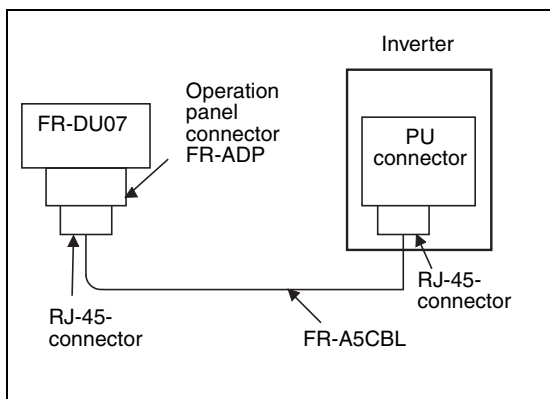 Inverter
Operation
panel
connector
FR-ADP
FR-DU07
PU
connector
RJ-45-
connector
RJ-45-
connector
FR-A5CBL